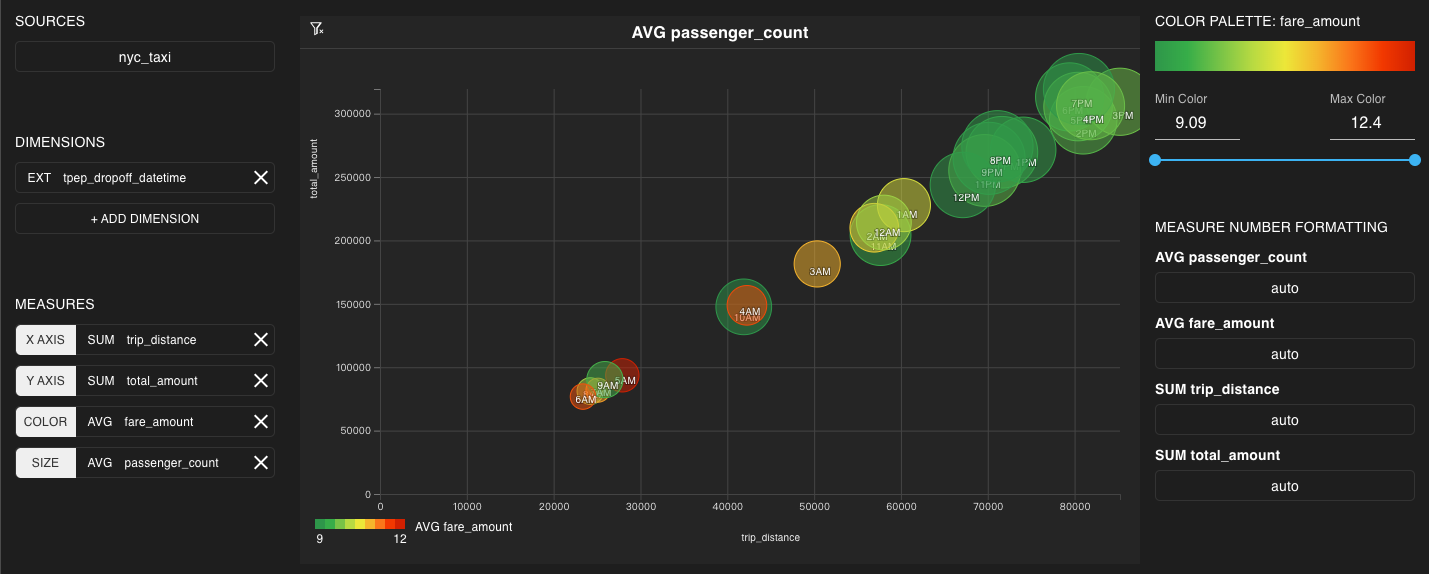 SOURCES
nyc_taxi
DIMENSIONS
EXT tpep_dropoff_datetime
+ ADD DIMENSION
MEASURES
X AXIS SUM trip_distance
Y AXIS SUM total_amount
COLOR AVG fare_amount
SIZE AVG passenger_count
AVG passenger_count
total_amount
300000
250000
200000
150000
100000
50000
0
7PM
4PM
3PM
2PM
8PM
1PM
9PM
11PM
12PM
1AM
12AM
2AM
11AM
3AM
4AM
10AM
5AM
9AM
6AM
0 10000 20000 30000 40000 50000 60000 70000 80000
trip_distance
AVG fare_amount
9 12
COLOR PALETTE: fare_amount
Min Color Max Color
9.09 12.4
MEASURE NUMBER FORMATTING
AVG passenger_count
auto
AVG fare_amount
auto
SUM trip_distance
auto
SUM total_amount
auto